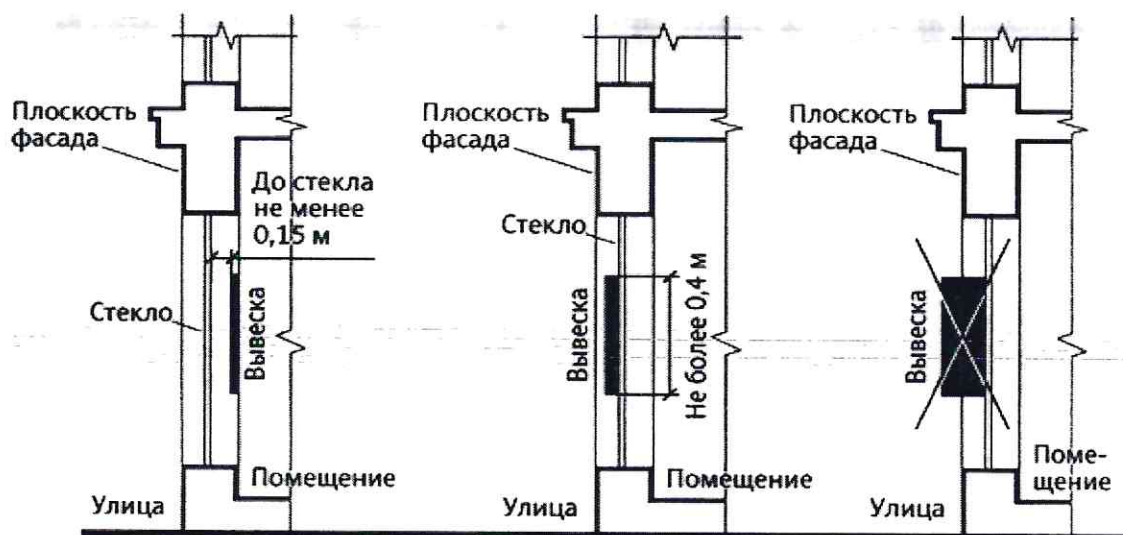 Плоскость
фасада
До стекла
не менее
0,15 м
Стекло
Вывеска
Помещение
Улица
Плоскость
фасада
Стекло
Вывеска
Не более 0,4 м
Помещение
Улица
Плоскость
фасада
Вывеска
Поме-
щение
Улица